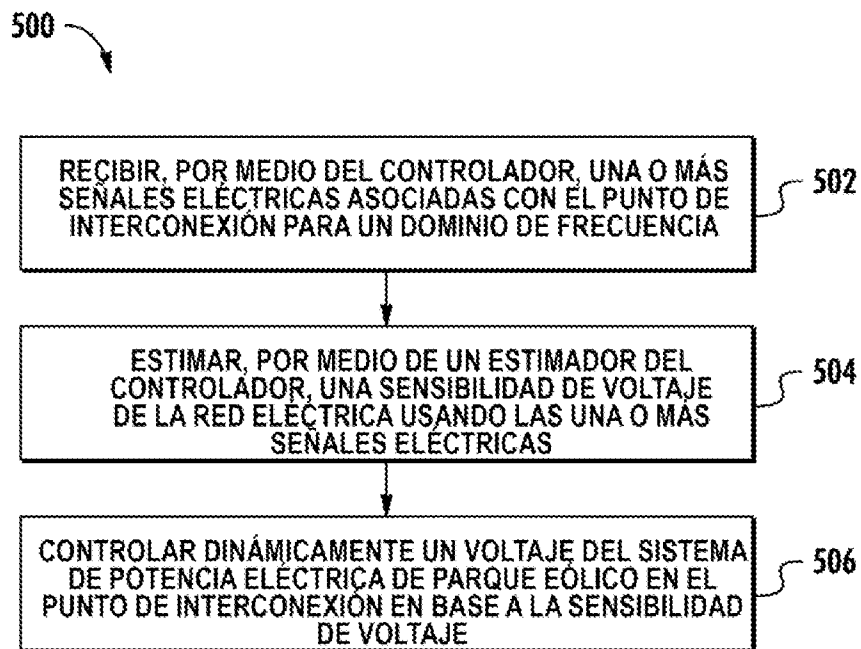 500
RECIBIR, POR MEDIO DEL CONTROLADOR, UNA O MÁS
SEÑALES ELÉCTRICAS ASOCIADAS CON EL PUNTO DE
INTERCONEXIÓN PARA UN DOMINIO DE FRECUENCIA
502
ESTIMAR, POR MEDIO DE UN ESTIMADOR DEL
CONTROLADOR, UNA SENSIBILIDAD DE VOLTAJE
DE LA RED ELÉCTRICA USANDO LAS UNA O MÁS
SEÑALES ELÉCTRICAS
504
CONTROLAR DINÁMICAMENTE UN VOLTAJE DEL SISTEMA
DE POTENCIA ELÉCTRICA DE PARQUE EÓLICO EN EL
PUNTO DE INTERCONEXIÓN EN BASE A LA SENSIBILIDAD
DE VOLTAJE
506